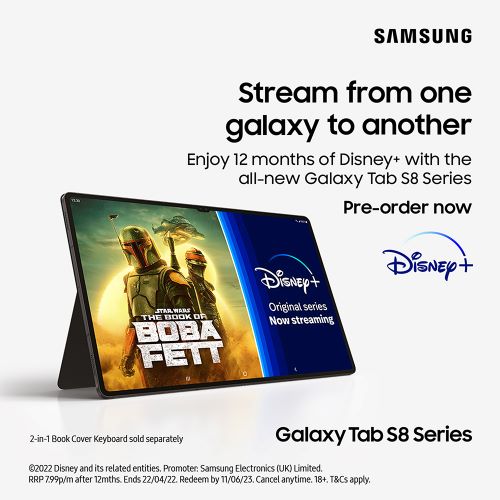 SAMSUNG
Stream from one
galaxy to another
Enjoy 12 months of Disney+ with the
all-new Galaxy Tab S8 Series
Pre-order now
Disney+
STAR WARS
THE BOOK OF
BOBA
FETT
Disney+
Original series
Now streaming
2-in-1 Book Cover Keyboard sold separately
Galaxy Tab S8 Series
©2022 Disney and its related entities. Promoter: Samsung Electronics (UK) Limited.
RRP 7.99p/m after 12mths. Ends 22/04/22. Redeem by 11/06/23. Cancel anytime. 18+. T&Cs apply.